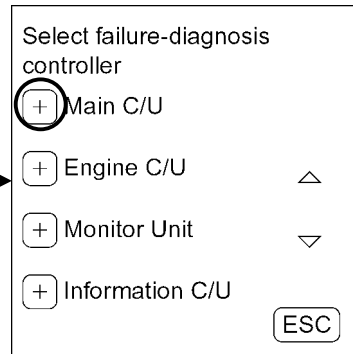 Select failure-diagnosis
controller
+ Main C/U
+ Engine C/U
+ Monitor Unit
+ Information C/U
ESC